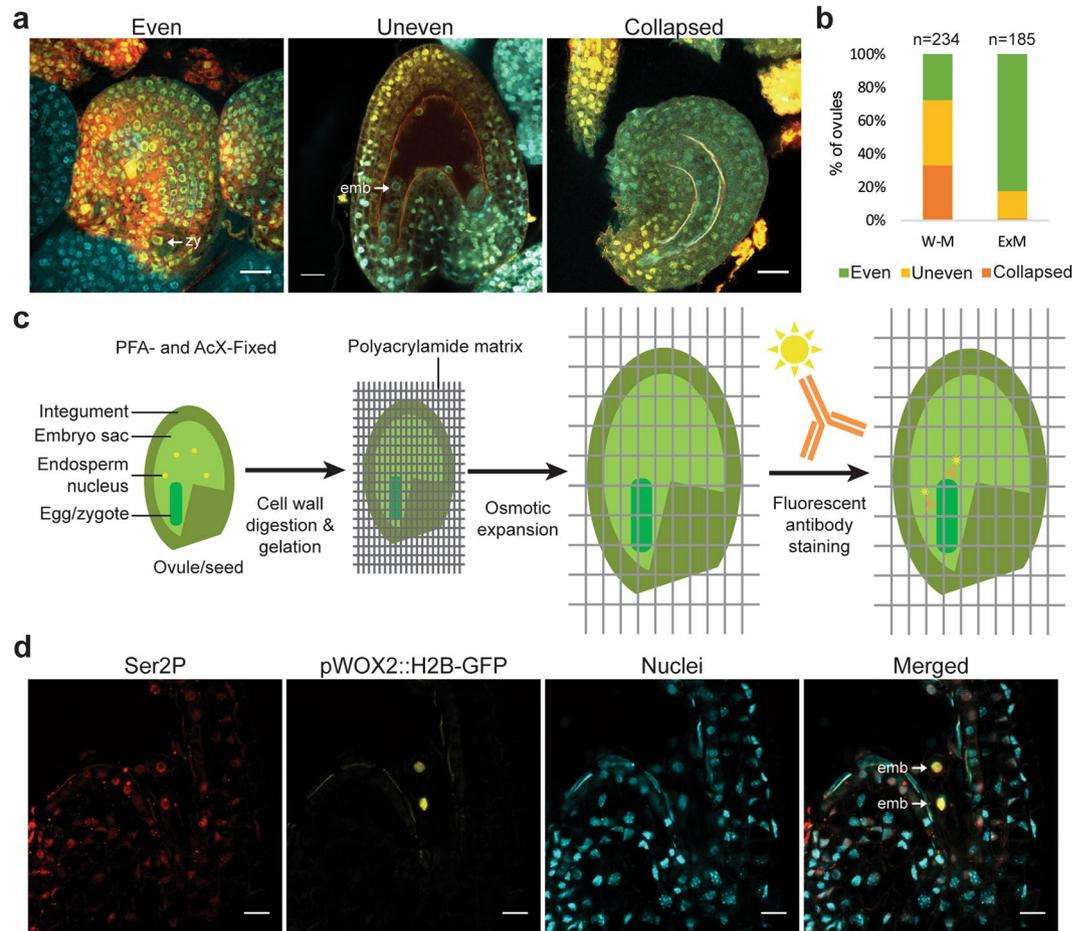 a
Even
Uneven
Collapsed
zy
emb
b
n=234
n=185
100%
80%
60%
40%
20%
0%
% of ovules
W-M
ExM
Even
Uneven
Collapsed
c
PFA- and AcX-Fixed
Polyacrylamide matrix
Integument
Embryo sac
Endosperm
nucleus
Egg/zygote
Ovule/seed
Cell wall
digestion &
gelation
Osmotic
expansion
Fluorescent
antibody
staining
d
Ser2P
pWOX2::H2B-GFP
Nuclei
Merged
emb
emb